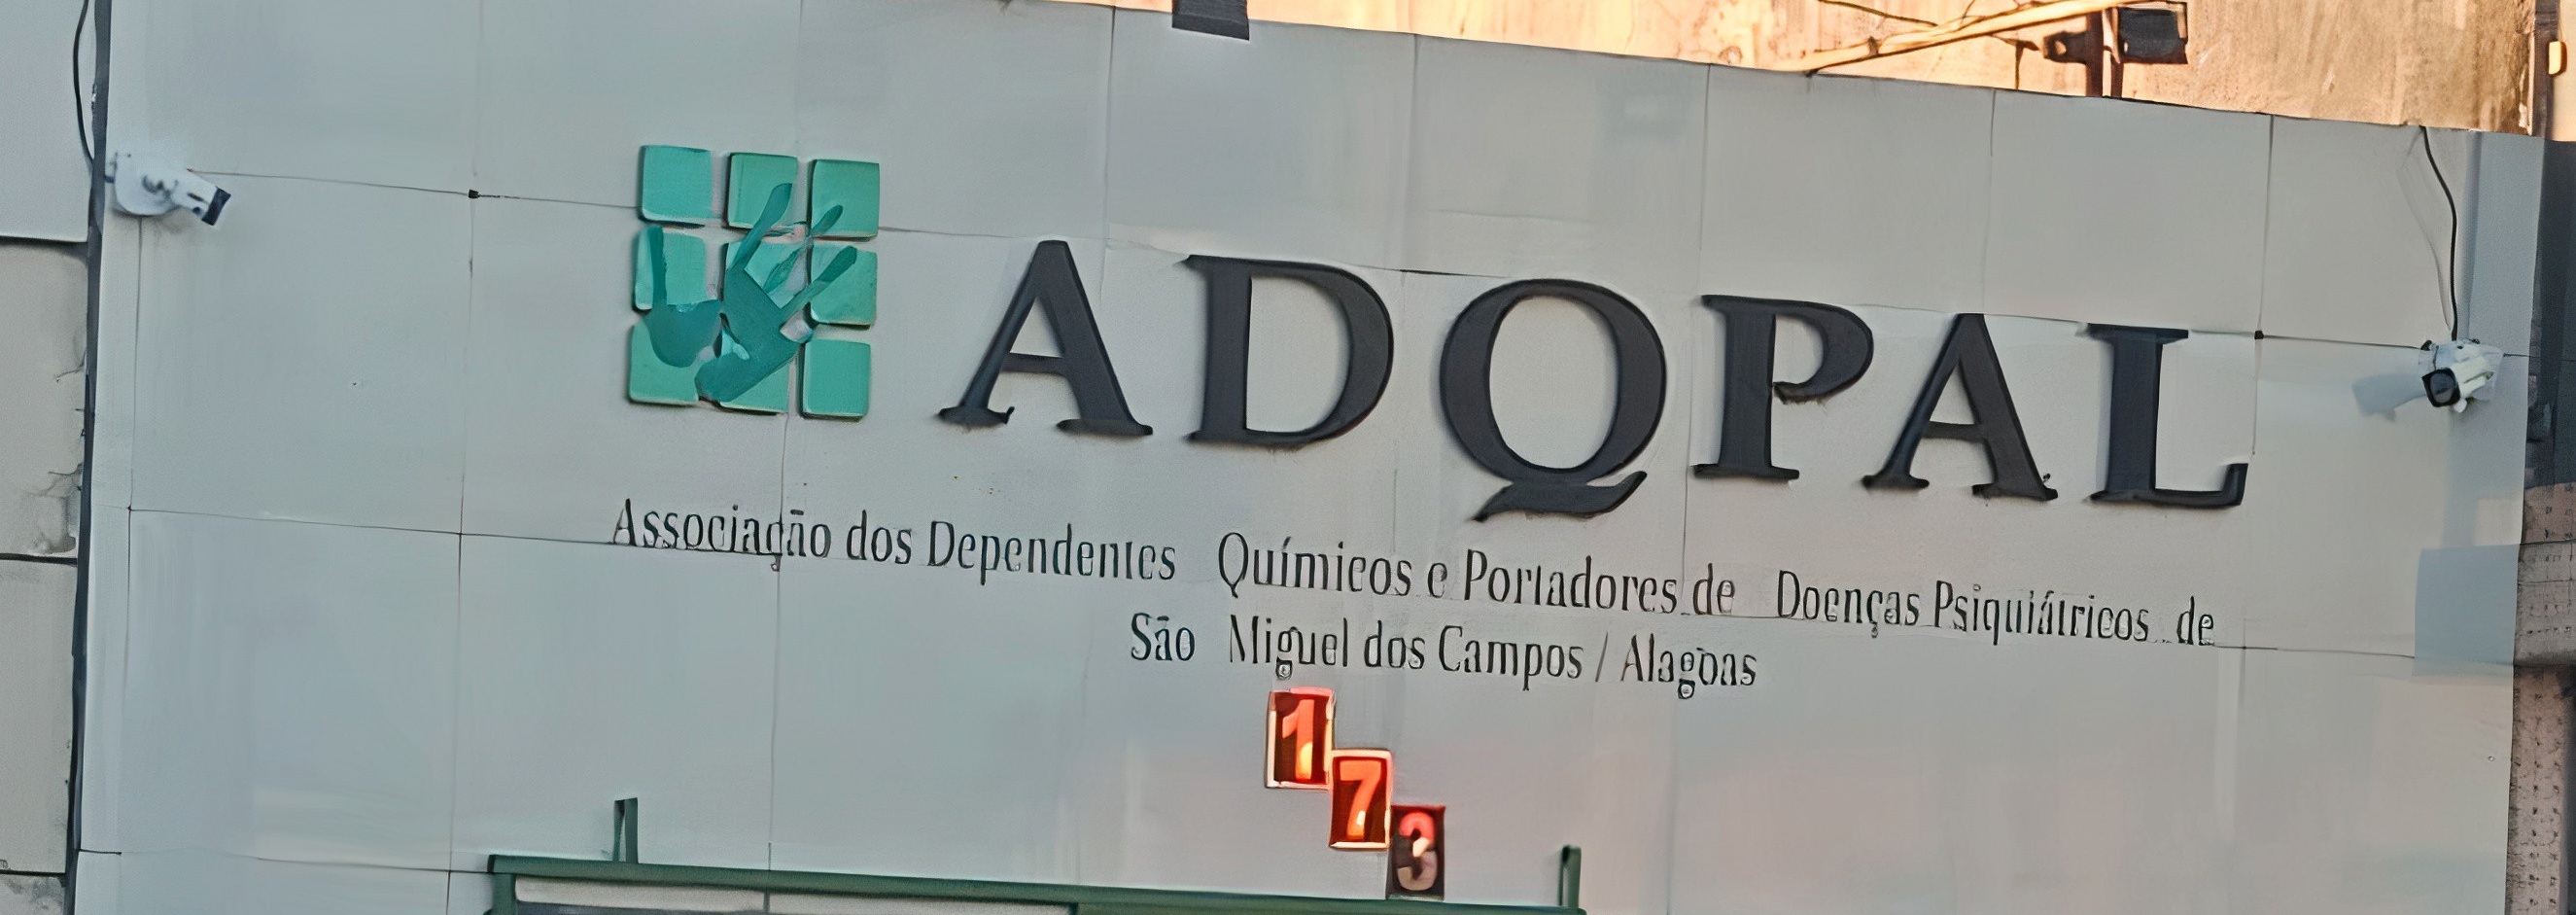 ADQPAL
Associação dos Dependentes Químicos e Portadores de Doenças Psiquiátricos de
São Miguel dos Campos / Alagoas
173